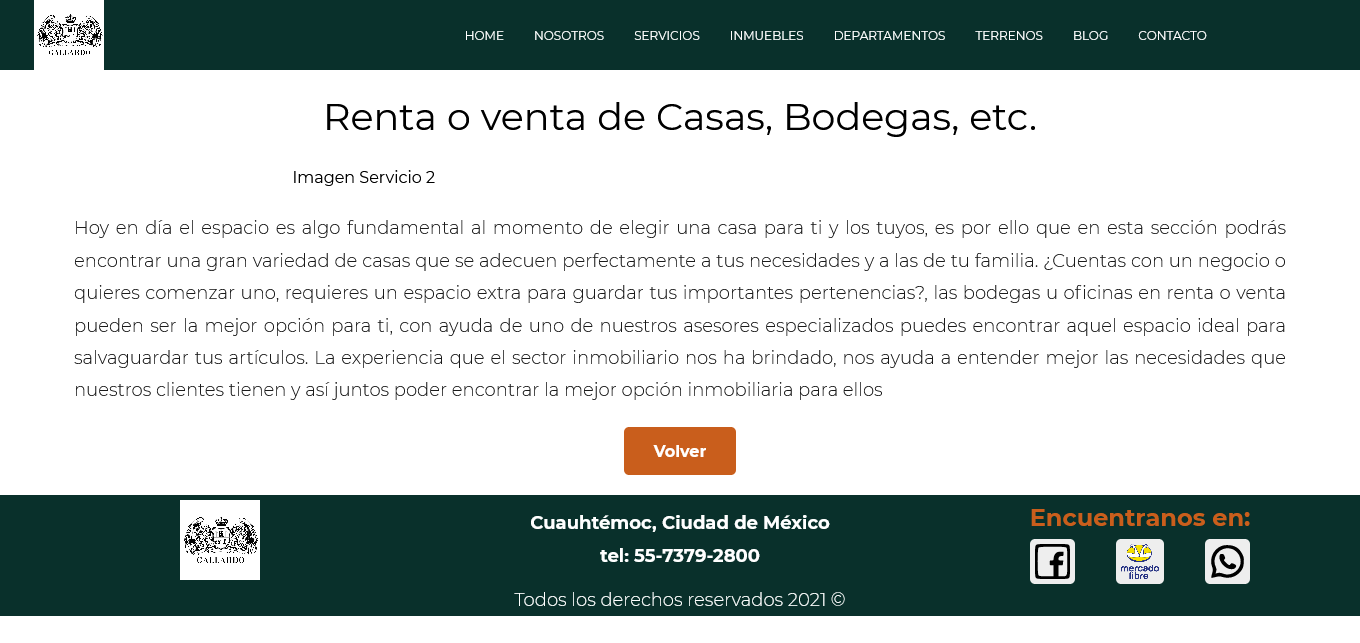 GALLARDO
HOME NOSOTROS SERVICIOS INMUEBLES DEPARTAMENTOS TERRENOS BLOG CONTACTO
Renta o venta de Casas, Bodegas, etc.
Imagen Servicio 2
Hoy en día el espacio es algo fundamental al momento de elegir una casa para ti y los tuyos, es por ello que en esta sección podrás
encontrar una gran variedad de casas que se adecuen perfectamente a tus necesidades y a las de tu familia. ¿Cuentas con un negocio o
quieres comenzar uno, requieres un espacio extra para guardar tus importantes pertenencias?, las bodegas u oficinas en renta o venta
pueden ser la mejor opción para ti, con ayuda de uno de nuestros asesores especializados puedes encontrar aquel espacio ideal para
salvaguardar tus artículos. La experiencia que el sector inmobiliario nos ha brindado, nos ayuda a entender mejor las necesidades que
nuestros clientes tienen y así juntos poder encontrar la mejor opción inmobiliaria para ellos
Volver
GALLARDO
Cuauhtémoc, Ciudad de México
tel: 55-7379-2800
Encuentranos en:
mercado
libre
Todos los derechos reservados 2021 ©